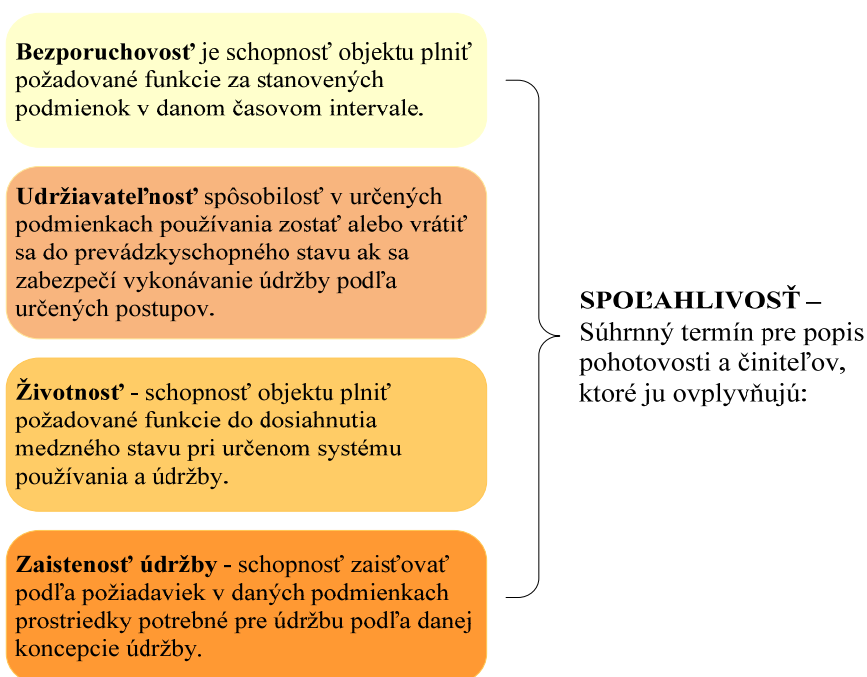 Bezporuchovosť je schopnosť objektu plniť
požadované funkcie za stanovených
podmienok v danom časovom intervale.
Udržiavateľnosť spôsobilosť v určených
podmienkach používania zostať alebo vrátiť
sa do prevádzkyschopného stavu ak sa
zabezpečí vykonávanie údržby podľa
určených postupov.
Životnosť - schopnosť objektu plniť
požadované funkcie do dosiahnutia
medzného stavu pri určenom systému
používania a údržby.
Zaistenosť údržby - schopnosť zaisťovať
podľa požiadaviek v daných podmienkach
prostriedky potrebné pre údržbu podľa danej
koncepcie údržby.
SPOĽAHLIVOSŤ –
Súhrnný termín pre popis
pohotovosti a činiteľov,
ktoré ju ovplyvňujú: